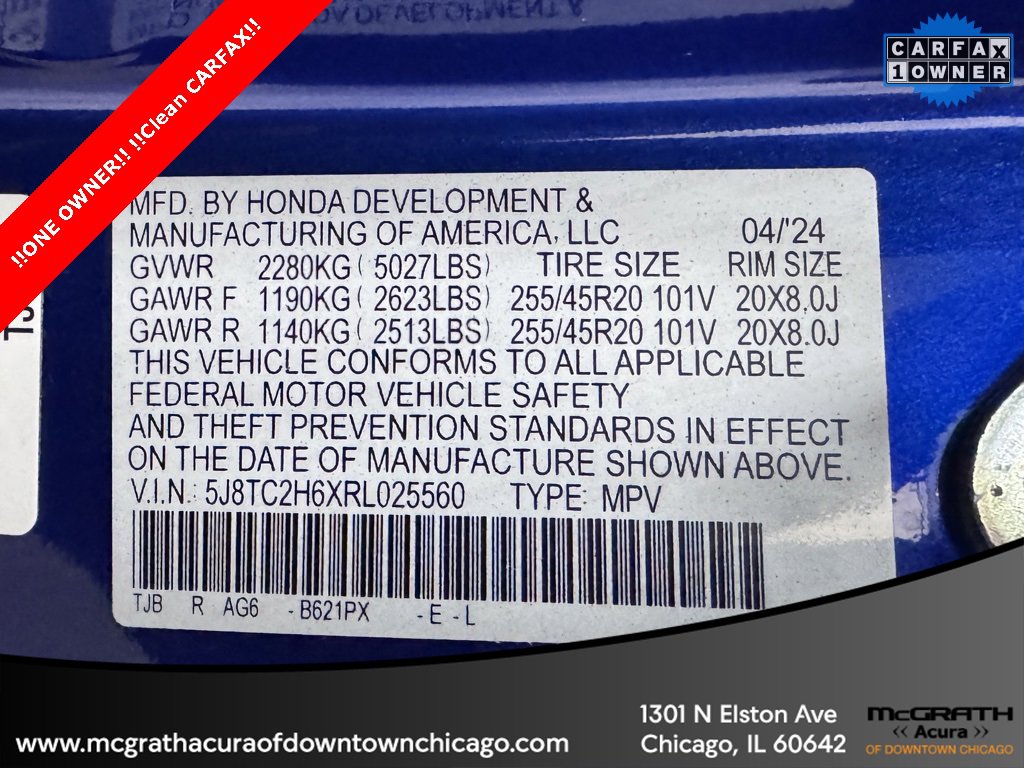 !!ONE OWNER!! !!Clean CARFAX!!
CARFAX
1 OWNER
MFD. BY HONDA DEVELOPMENT &
MANUFACTURING OF AMERICA, LLC 04/'24
GVWR 2280KG ( 5027LBS) TIRE SIZE RIM SIZE
GAWR F 1190KG ( 2623LBS) 255/45R20 101V 20X8.0J
GAWR R 1140KG ( 2513LBS) 255/45R20 101V 20X8.0J
THIS VEHICLE CONFORMS TO ALL APPLICABLE
FEDERAL MOTOR VEHICLE SAFETY
AND THEFT PREVENTION STANDARDS IN EFFECT
ON THE DATE OF MANUFACTURE SHOWN ABOVE.
V.I.N.: 5J8TC2H6XRL025560 TYPE: MPV
TJB R AG6 -B621PX -E-L
www.mcgrathacuraofdowntownchicago.com
1301 N Elston Ave
Chicago, IL 60642
McGRATH
‹‹ Acura ››
OF DOWNTOWN CHICAGO